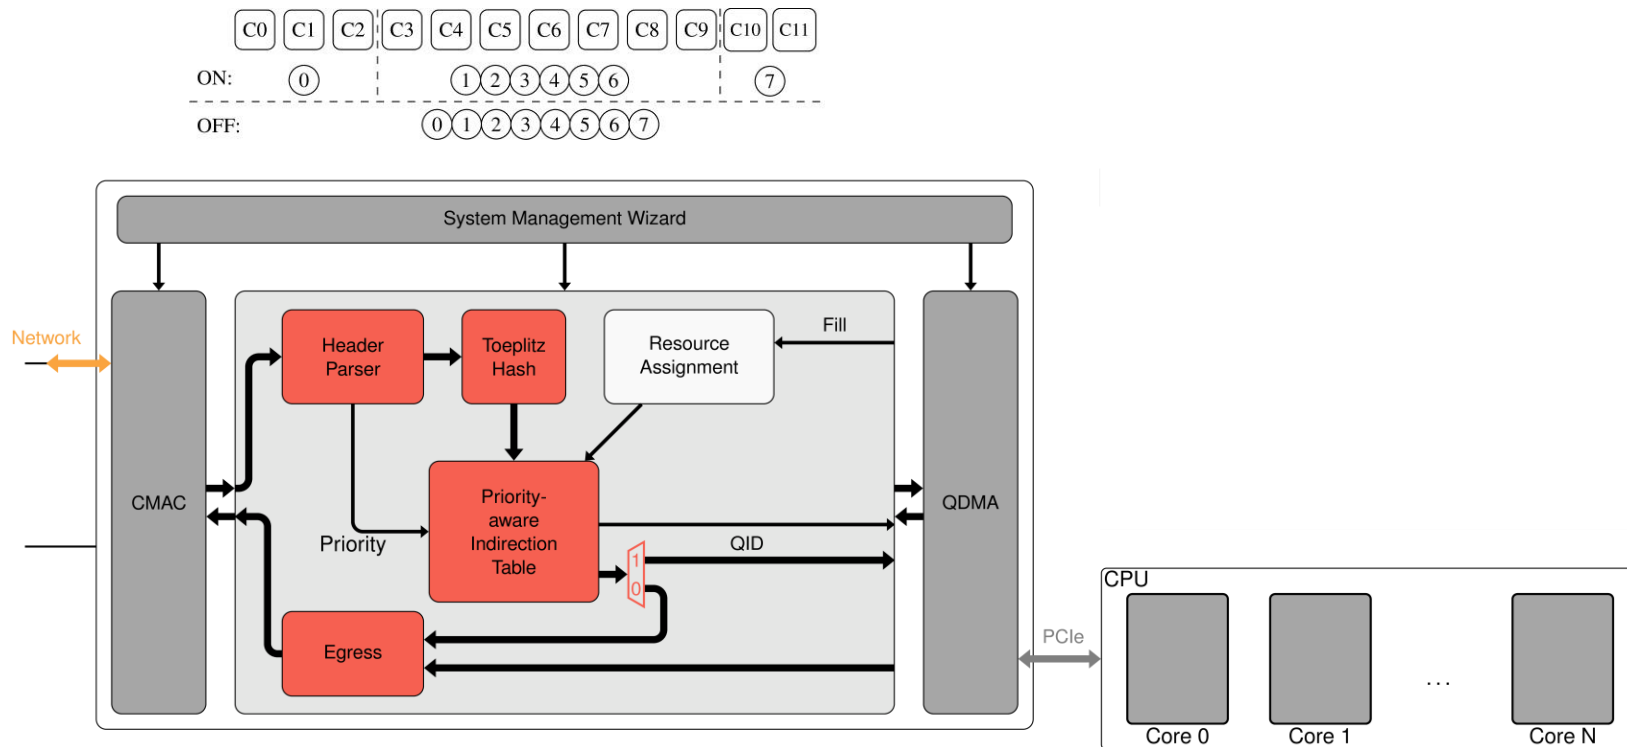 C0 C1 C2 C3 C4 C5 C6 C7 C8 C9 C10 C11
ON: 0 1 2 3 4 5 6 7
OFF: 0 1 2 3 4 5 6 7
System Management Wizard
Network
Header
Parser
Toeplitz
Hash
Resource
Assignment
Fill
CMAC
Priority-
aware
Indirection
Table
Priority
QID
1
0
QDMA
Egress
PCIe
CPU
Core 0
Core 1
...
Core N